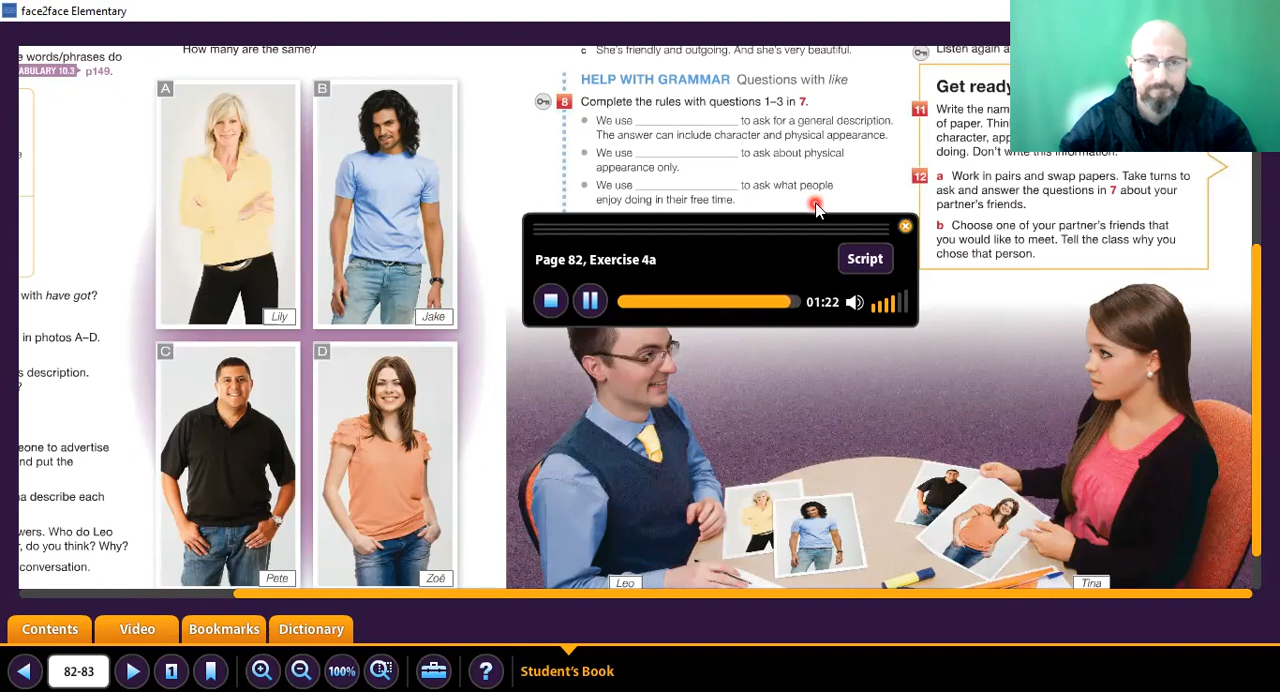 face2face Elementary
e words/phrases do
ABULARY 10.3 p149.
with have got?
in photos A–D.
s description.
?
eone to advertise
nd put the
a describe each
wers. Who do Leo
r, do you think? Why?
conversation.
How many are the same?
A
B
Lily
Jake
C
D
Pete
Zoë
c She's friendly and outgoing. And she's very beautiful.
HELP WITH GRAMMAR Questions with like
8 Complete the rules with questions 1–3 in 7.
● We use ______________ to ask for a general description.
The answer can include character and physical appearance.
● We use ______________ to ask about physical
appearance only.
● We use ______________ to ask what people
enjoy doing in their free time.
Page 82, Exercise 4a
Script
01:22
Leo
Tina
Listen again a
Get ready
11 Write the nam
of paper. Thin
character, app
doing. Don't write this information.
12 a Work in pairs and swap papers. Take turns to
ask and answer the questions in 7 about your
partner's friends.
b Choose one of your partner's friends that
you would like to meet. Tell the class why you
chose that person.
Contents
Video
Bookmarks
Dictionary
82-83
1
100%
?
Student's Book